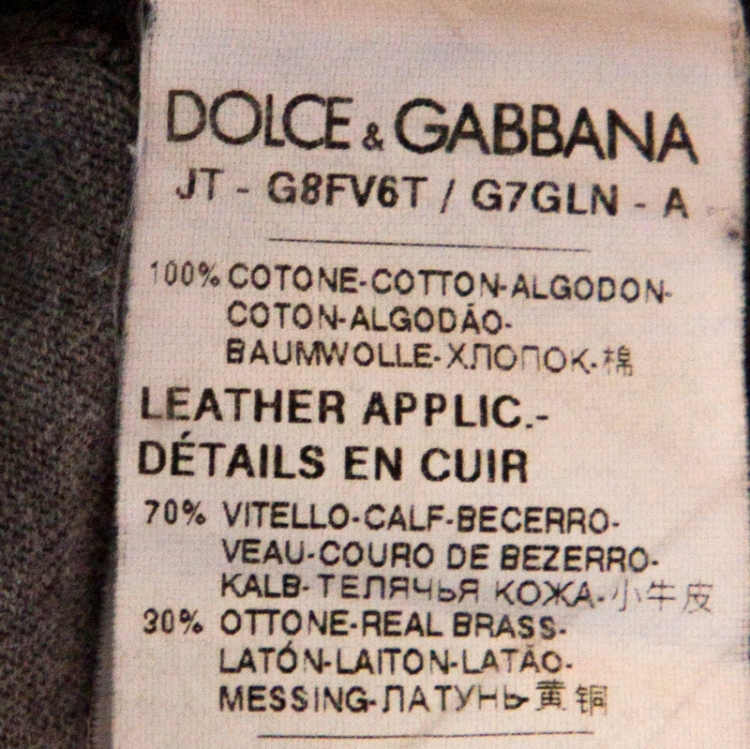 DOLCE & GABBANA
JT - G8FV6T / G7GLN - A
100% COTONE-COTTON-ALGODON-
COTON-ALGODÃO-
BAUMWOLLE-ХЛОПОК-棉
LEATHER APPLIC.-
DÉTAILS EN CUIR
70% VITELLO-CALF-BECERRO-
VEAU-COURO DE BEZERRO-
KALB-ТЕЛЯЧЬЯ КОЖА-小牛皮
30% OTTONE-REAL BRASS-
LATÓN-LAITON-LATÃO-
MESSING-ЛАТУНЬ-黄铜